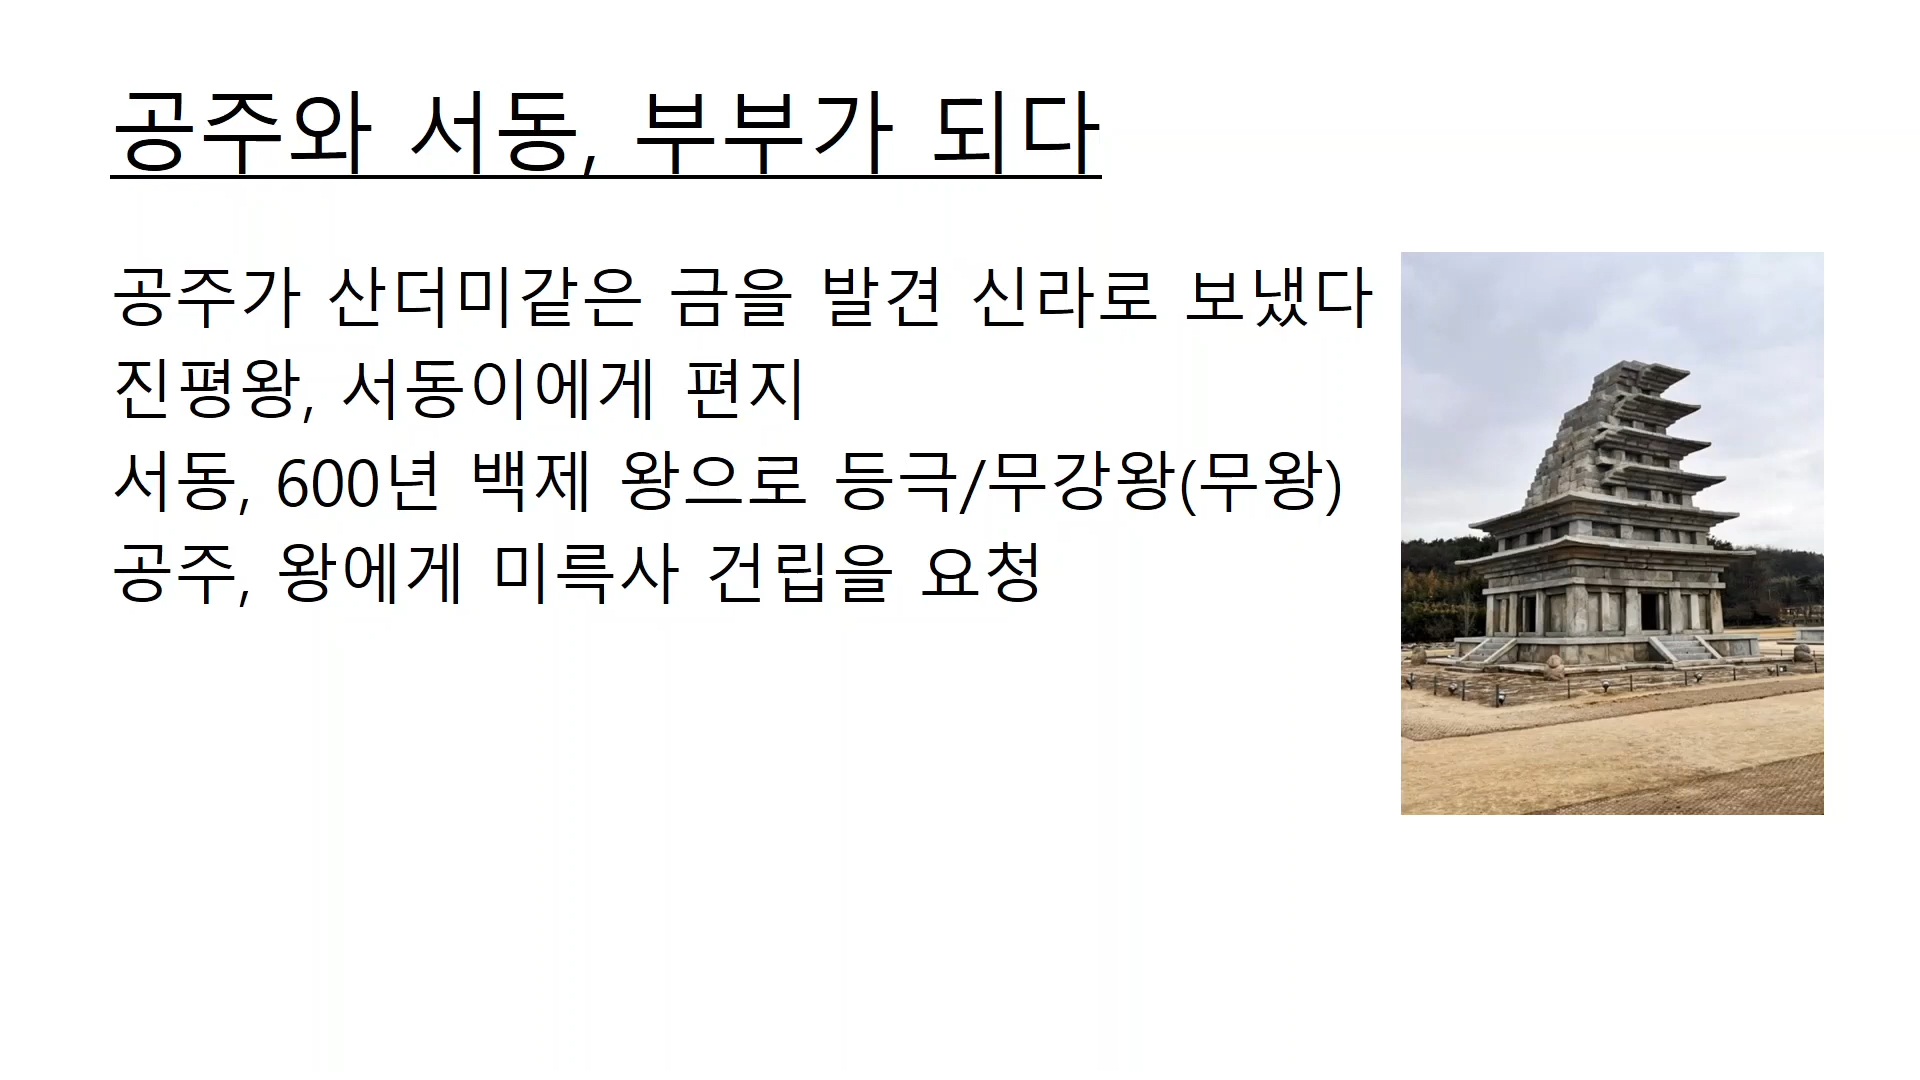 공주와 서동, 부부가 되다
공주가 산더미같은 금을 발견 신라로 보냈다
진평왕, 서동이에게 편지
서동, 600년 백제 왕으로 등극/무강왕(무왕)
공주, 왕에게 미륵사 건립을 요청